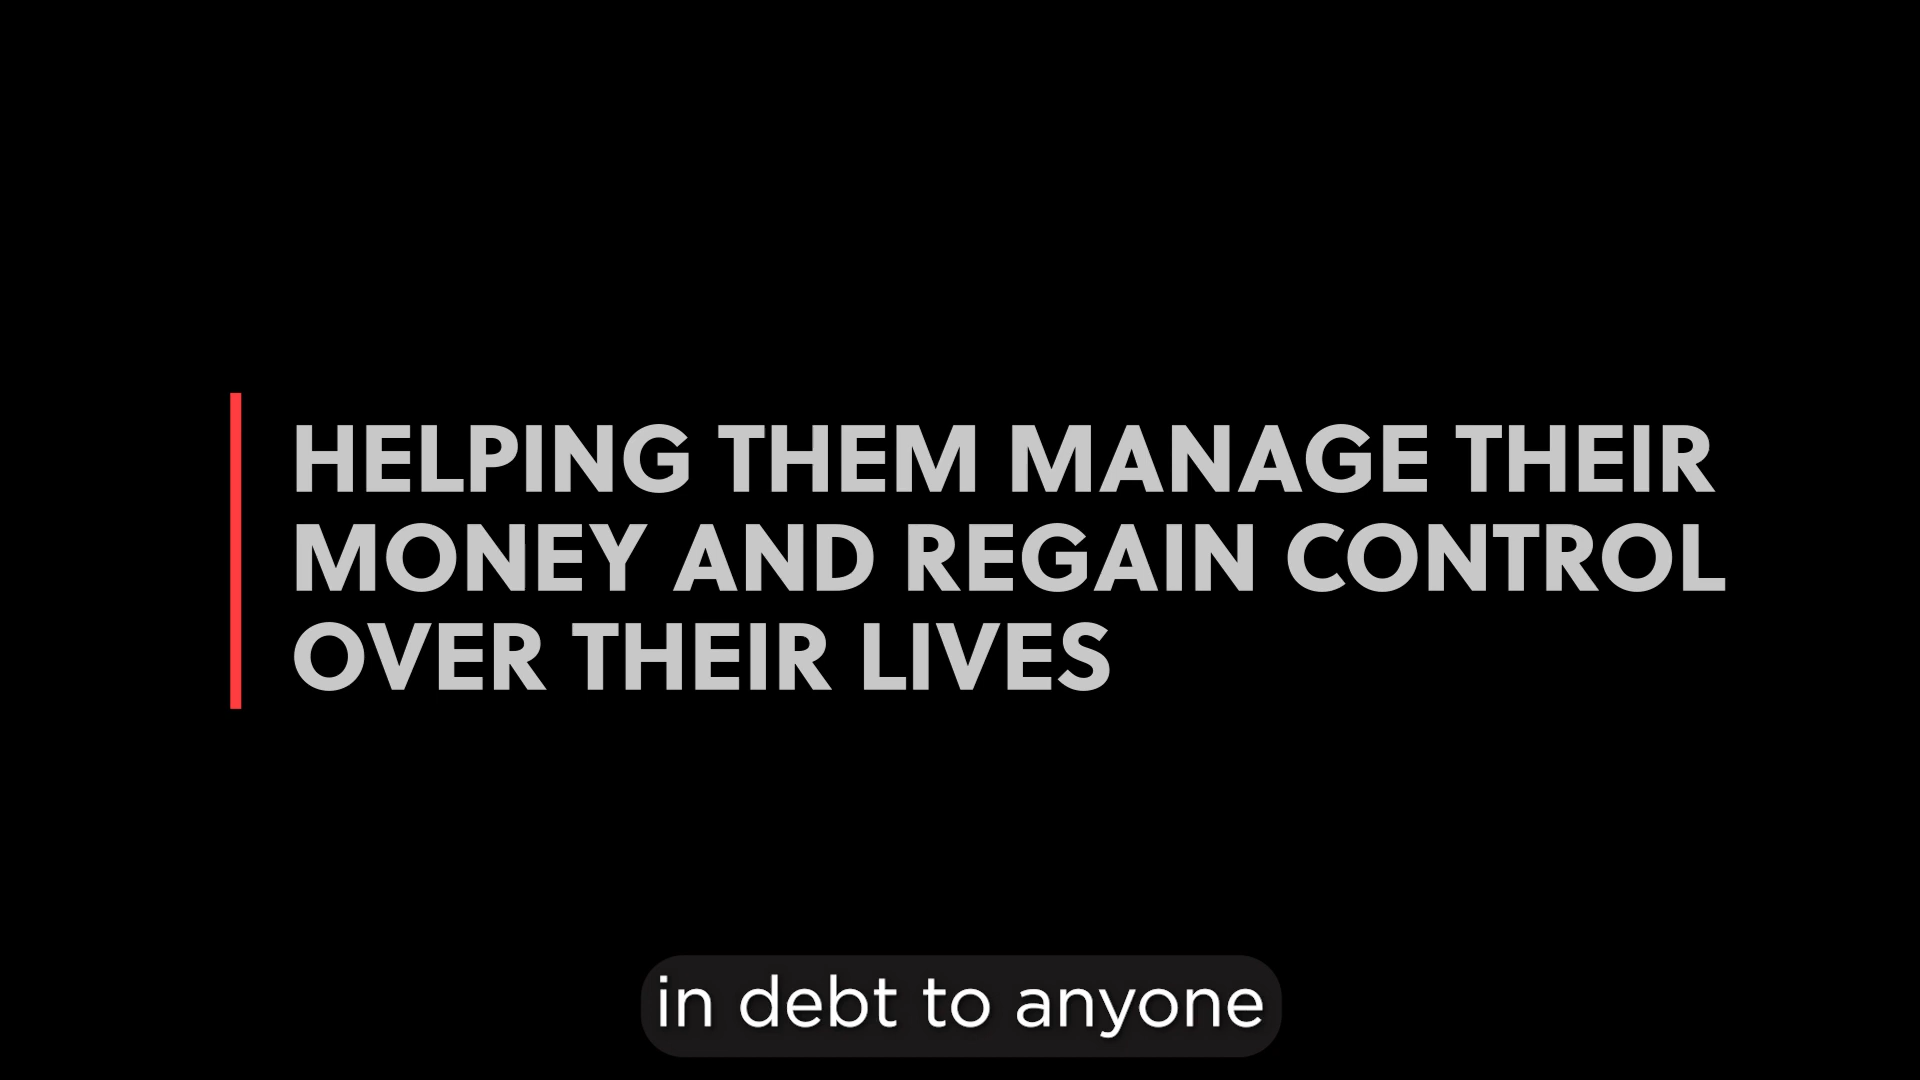 HELPING THEM MANAGE THEIR
MONEY AND REGAIN CONTROL
OVER THEIR LIVES
in debt to anyone